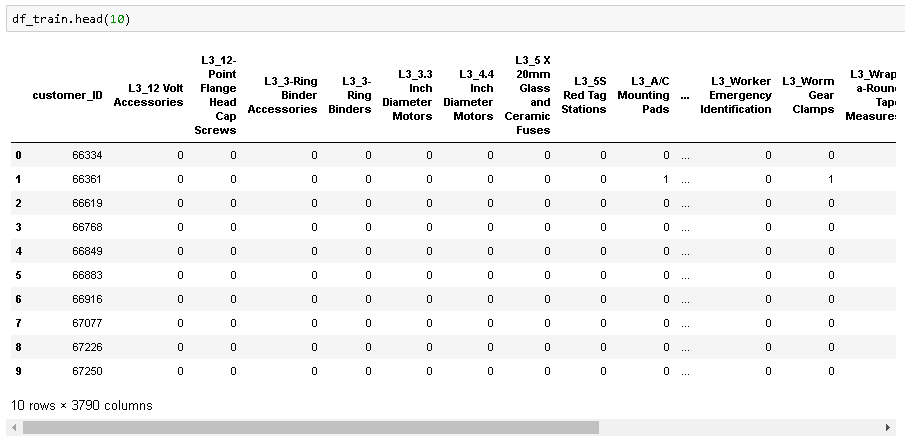 df_train.head(10)
customer_ID L3_12 Volt Accessories L3_12-Point Flange Head Cap Screws L3_3-Ring Binder Accessories L3_3-Ring Binders L3_3.3 Inch Diameter Motors L3_4.4 Inch Diameter Motors L3_5 X 20mm Glass and Ceramic Fuses L3_5S Red Tag Stations L3_A/C Mounting Pads ... L3_Worker Emergency Identification L3_Worm Gear Clamps L3_Wrap-a-Round Tape Measures
0 66334 0 0 0 0 0 0 0 0 0 ... 0 0
1 66361 0 0 0 0 0 0 0 0 1 ... 0 1
2 66619 0 0 0 0 0 0 0 0 0 ... 0 0
3 66768 0 0 0 0 0 0 0 0 0 ... 0 0
4 66849 0 0 0 0 0 0 0 0 0 ... 0 0
5 66883 0 0 0 0 0 0 0 0 0 ... 0 0
6 66916 0 0 0 0 0 0 0 0 0 ... 0 0
7 67077 0 0 0 0 0 0 0 0 0 ... 0 0
8 67226 0 0 0 0 0 0 0 0 0 ... 0 0
9 67250 0 0 0 0 0 0 0 0 0 ... 0 0
10 rows × 3790 columns